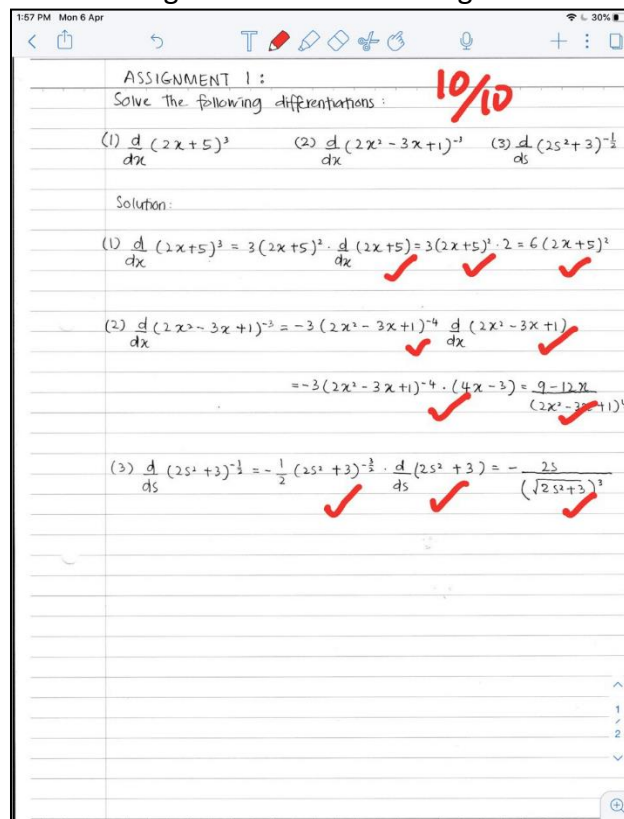 1:57 PM Mon 6 Apr 30%
ASSIGNMENT 1 :
10/10
Solve the following differentiations :
(1) d/dx (2x+5)³ (2) d/dx (2x² - 3x + 1)⁻³ (3) d/ds (2s² + 3)^(-1/2)
Solution :
(1) d/dx (2x+5)³ = 3(2x+5)² · d/dx (2x+5) = 3(2x+5)² · 2 = 6(2x+5)²
(2) d/dx (2x² - 3x + 1)⁻³ = -3 (2x² - 3x + 1)⁻⁴ d/dx (2x² - 3x + 1)
= -3(2x² - 3x + 1)⁻⁴ · (4x - 3) = (9 - 12x)/(2x² - 3x + 1)⁴
(3) d/ds (2s² + 3)^(-1/2) = -1/2 (2s² + 3)^(-3/2) · d/ds (2s² + 3) = - 2s/(√(2s²+3))³
1
/
2